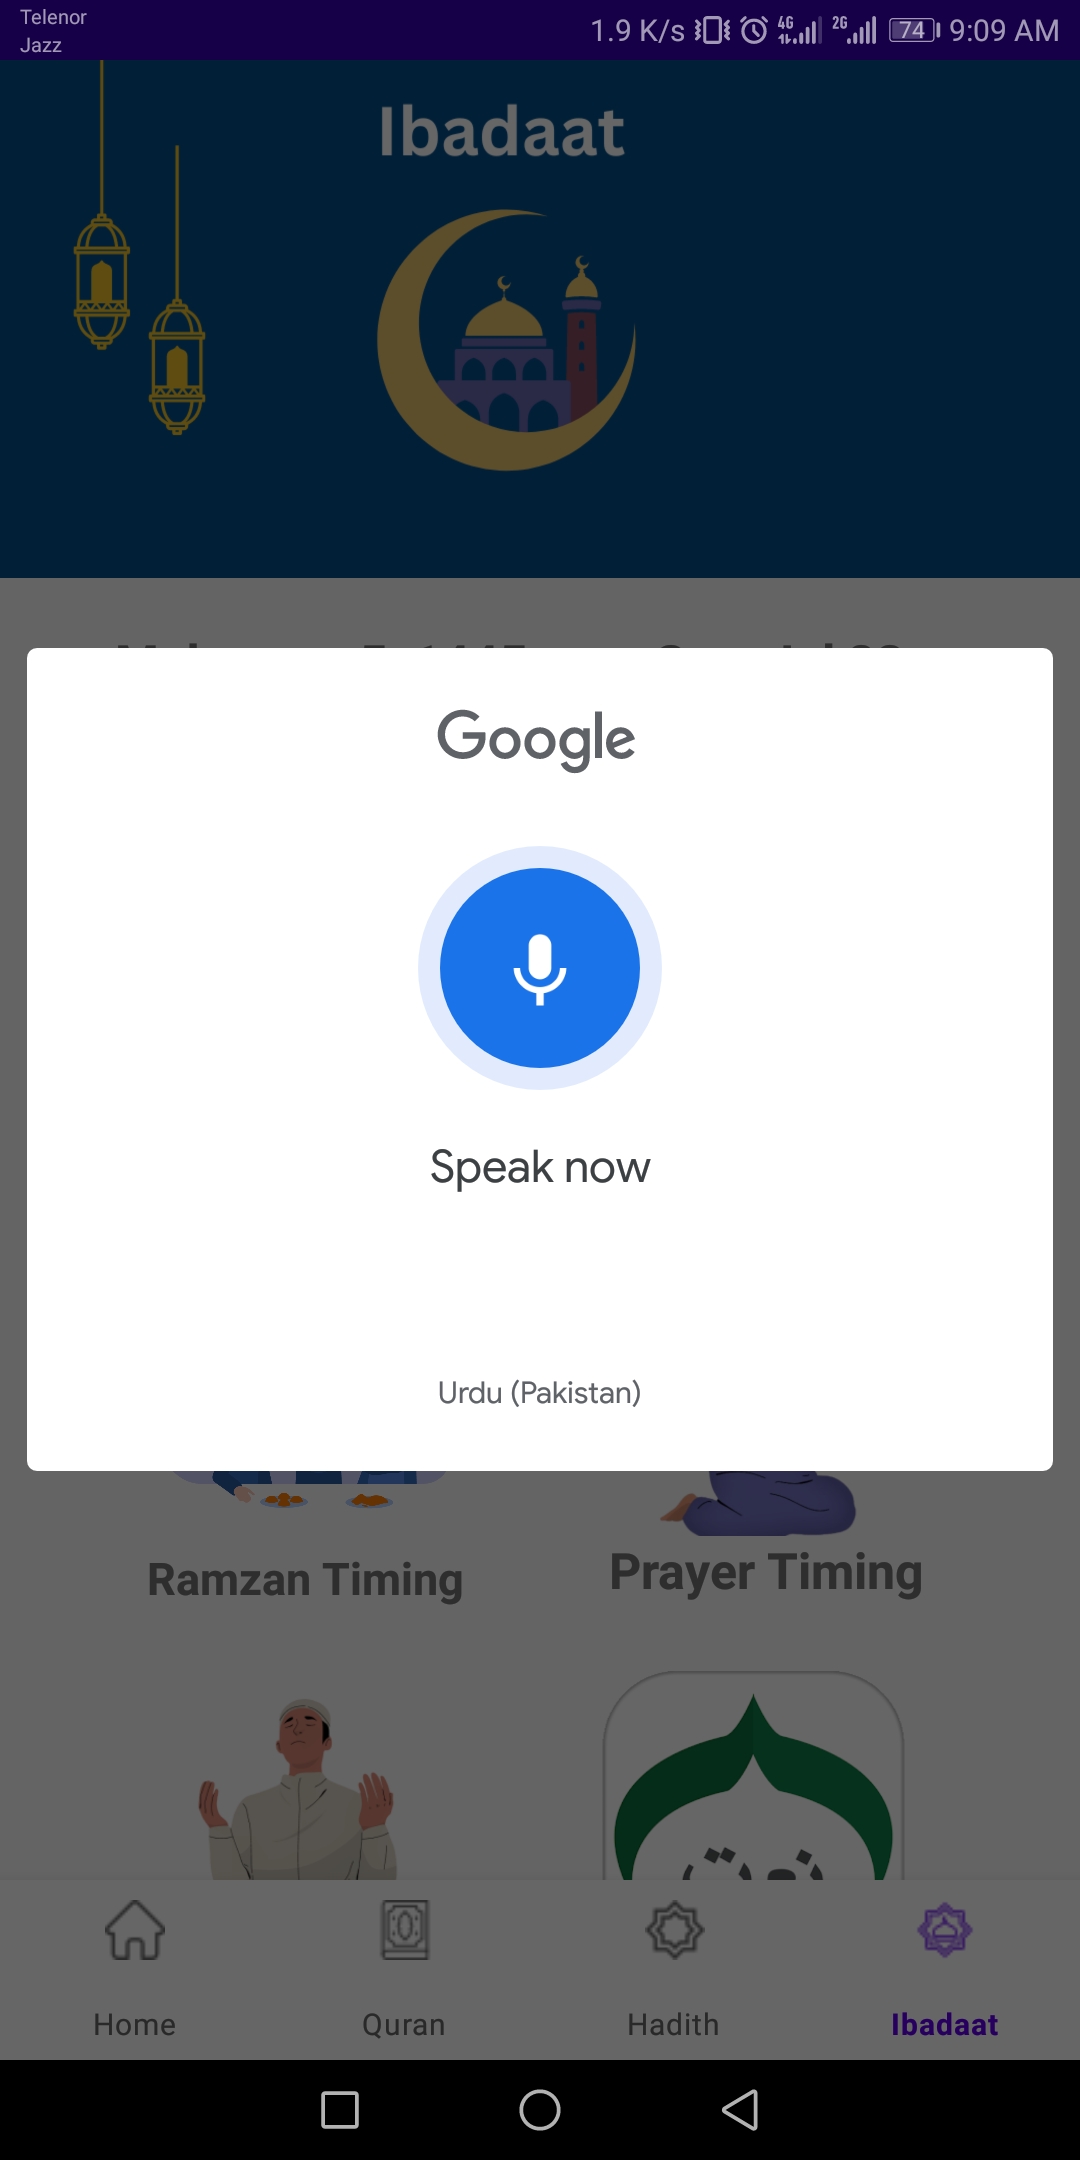 Telenor
Jazz
1.9 K/s
4G
2G
74
9:09 AM
Ibadaat
Google
Speak now
Urdu (Pakistan)
Ramzan Timing
Prayer Timing
Home
Quran
Hadith
Ibadaat